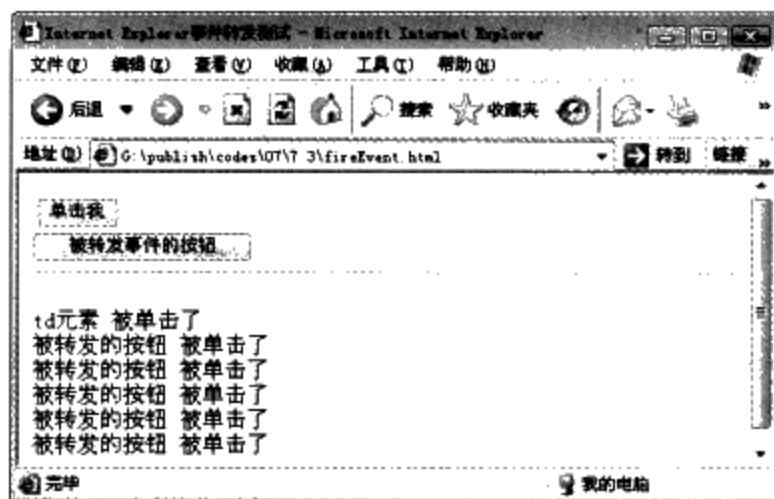 Internet Explorer事件转发测试 - Microsoft Internet Explorer
文件(F) 编辑(E) 查看(V) 收藏(A) 工具(T) 帮助(H)
后退 搜索 收藏夹
地址(D) G:\publish\codes\07\7 3\fireEvent.html 转到 链接
单击我
被转发事件的按钮
td元素 被单击了
被转发的按钮 被单击了
被转发的按钮 被单击了
被转发的按钮 被单击了
被转发的按钮 被单击了
被转发的按钮 被单击了
完毕 我的电脑